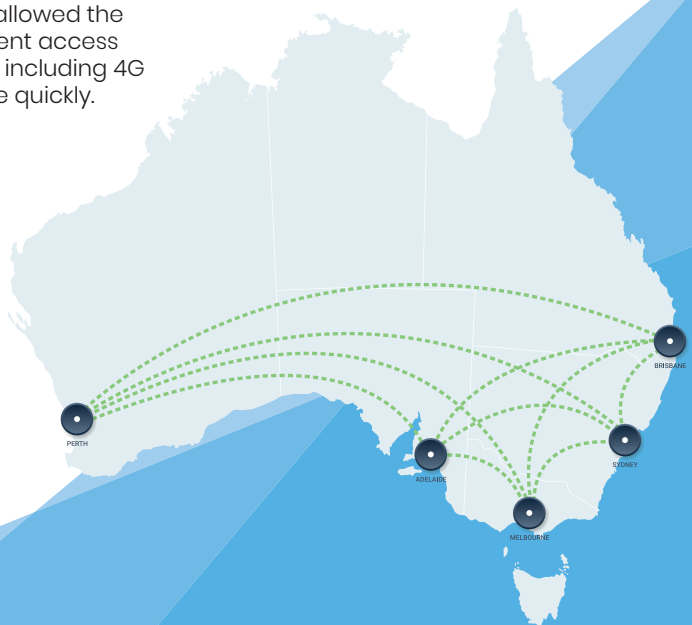 allowed the
ent access
including 4G
e quickly.
BRISBANE
PERTH
SYDNEY
ADELAIDE
MELBOURNE